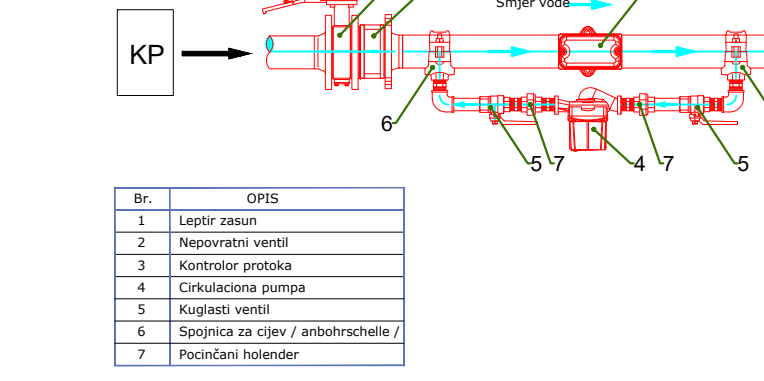 Smjer vode
KP
6
5
7
4
7
5
Br. OPIS
1 Leptir zasun
2 Nepovratni ventil
3 Kontrolor protoka
4 Cirkulaciona pumpa
5 Kuglasti ventil
6 Spojnica za cijev / anbohrschelle /
7 Pocinčani holender